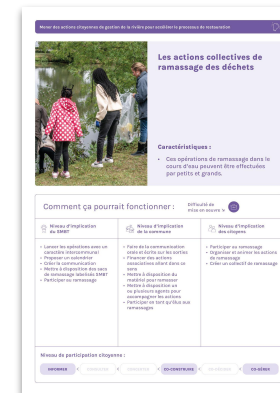 Mener des actions citoyennes de gestion de la rivière pour accélérer le processus de restauration
Les actions collectives de
ramassage des déchets
Caractéristiques :
• Ces opérations de ramassage dans le
cours d'eau peuvent être effectuées
par petits et grands.
Comment ça pourrait fonctionner :
Difficulté de
mise en œuvre :
Niveau d'implication
du SMBT
• Lancer les opérations avec un
caractère intercommunal
• Préparer un calendrier
• Créer la communication
• Mettre à disposition des sacs
de ramassage labélisés SMBT
• Participer au ramassage
Niveau d'implication
de la commune
• Faire de la communication
orale et écrite sur les sorties
• Financer des actions
associatives allant dans ce
sens
• Mettre à disposition du
matériel pour ramasser
• Mettre à disposition un
ou plusieurs agents pour
accompagner les actions
• Participer en tant qu'élus aux
ramassages
Niveau d'implication
des citoyens
• Participer au ramassage
• Organiser et animer les actions
de ramassage
• Créer un collectif de ramassage
Niveau de participation citoyenne :
INFORMER
CO-CONSTRUIRE
CO-GÉRER